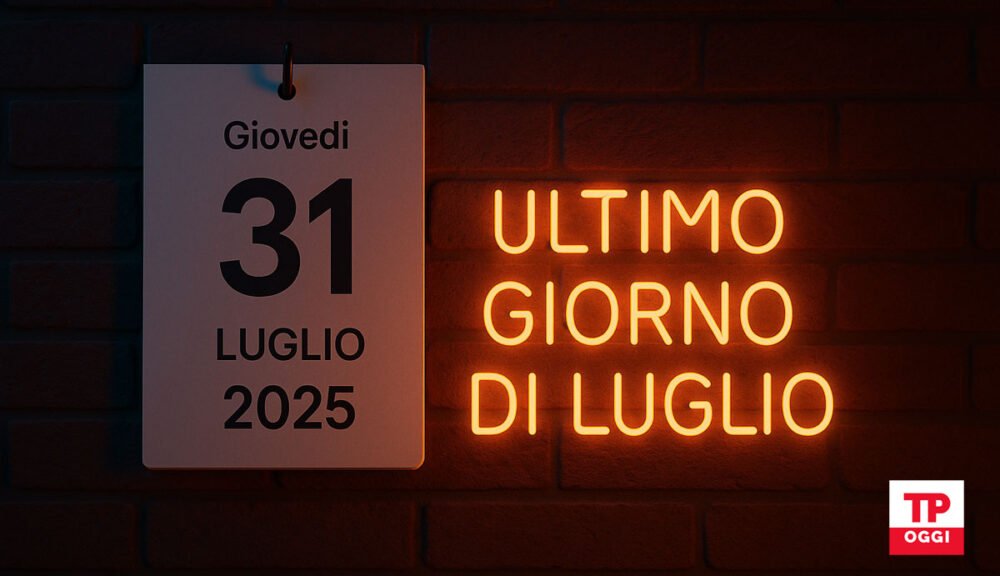 Giovedi
31
LUGLIO
2025
ULTIMO
GIORNO
DI LUGLIO
TP
OGGI